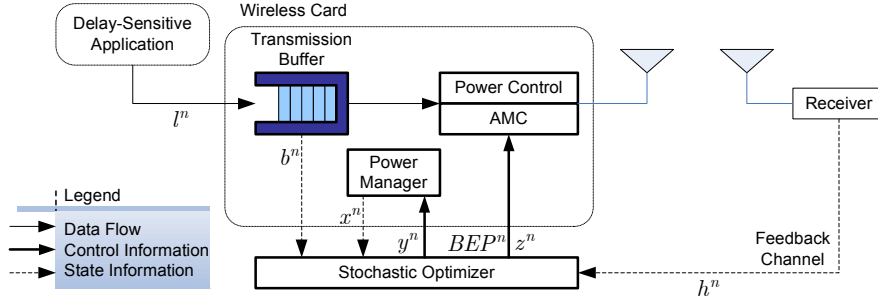 Wireless Card
Delay-Sensitive
Application
Transmission
Buffer
Power Control
AMC
Receiver
l^n
b^n
Power
Manager
x^n
y^n
BEP^n z^n
Legend
Data Flow
Control Information
State Information
Stochastic Optimizer
Feedback
Channel
h^n